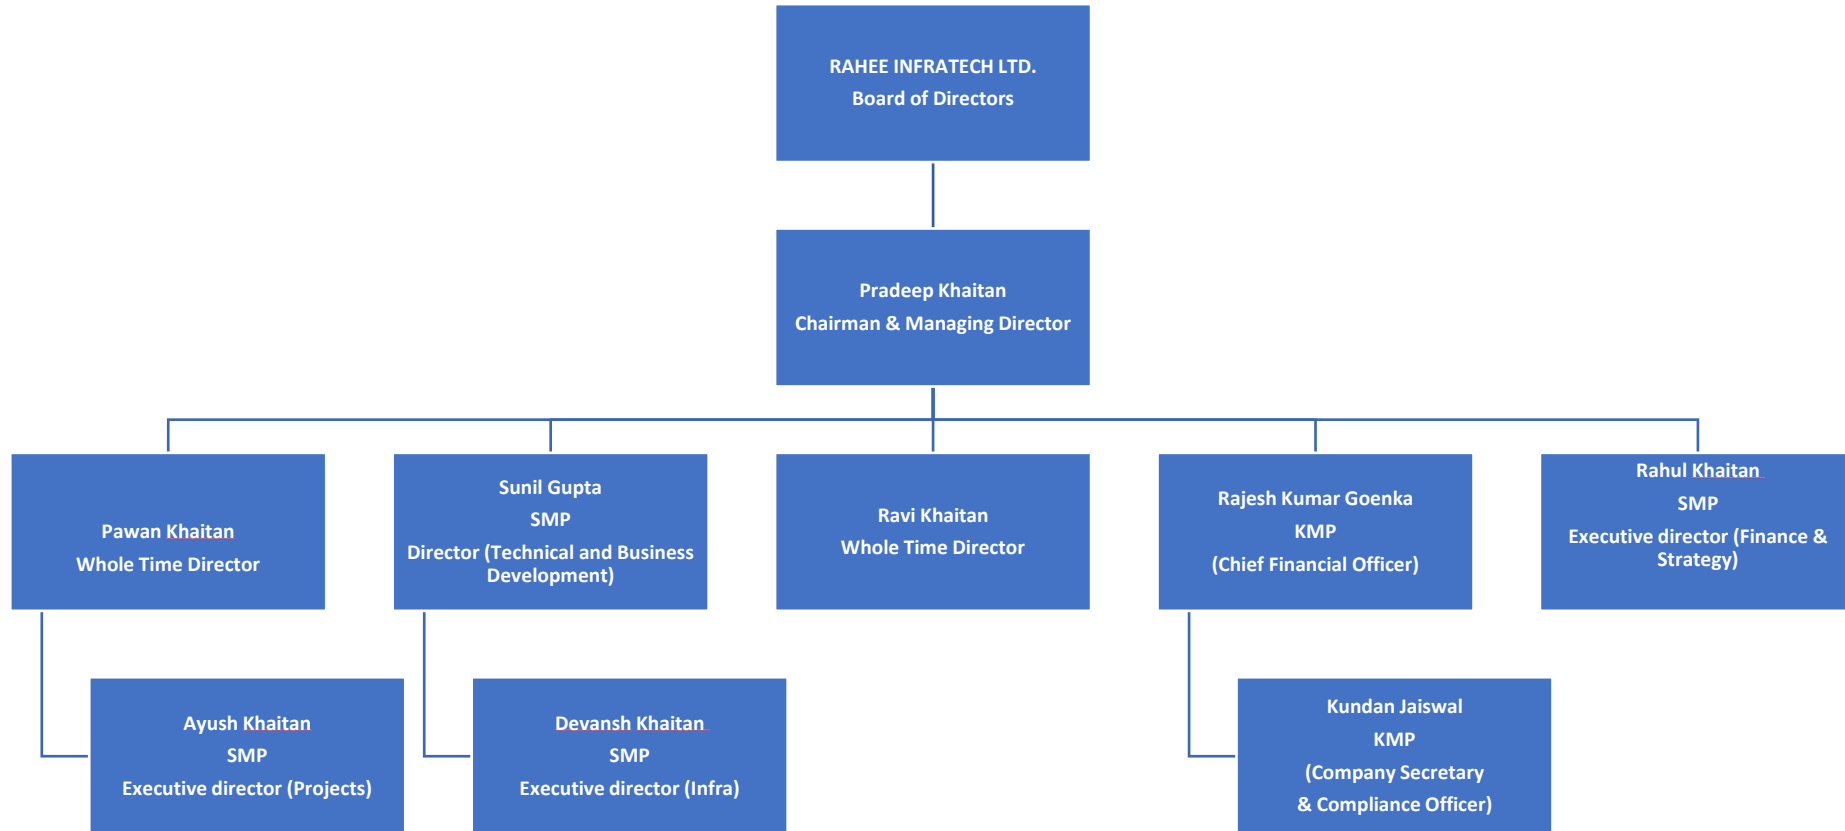 RAHEE INFRATECH LTD.
Board of Directors
Pradeep Khaitan
Chairman & Managing Director
Pawan Khaitan
Whole Time Director
Sunil Gupta
SMP
Director (Technical and Business
Development)
Ravi Khaitan
Whole Time Director
Rajesh Kumar Goenka
KMP
(Chief Financial Officer)
Rahul Khaitan
SMP
Executive director (Finance &
Strategy)
Ayush Khaitan
SMP
Executive director (Projects)
Devansh Khaitan
SMP
Executive director (Infra)
Kundan Jaiswal
KMP
(Company Secretary
& Compliance Officer)